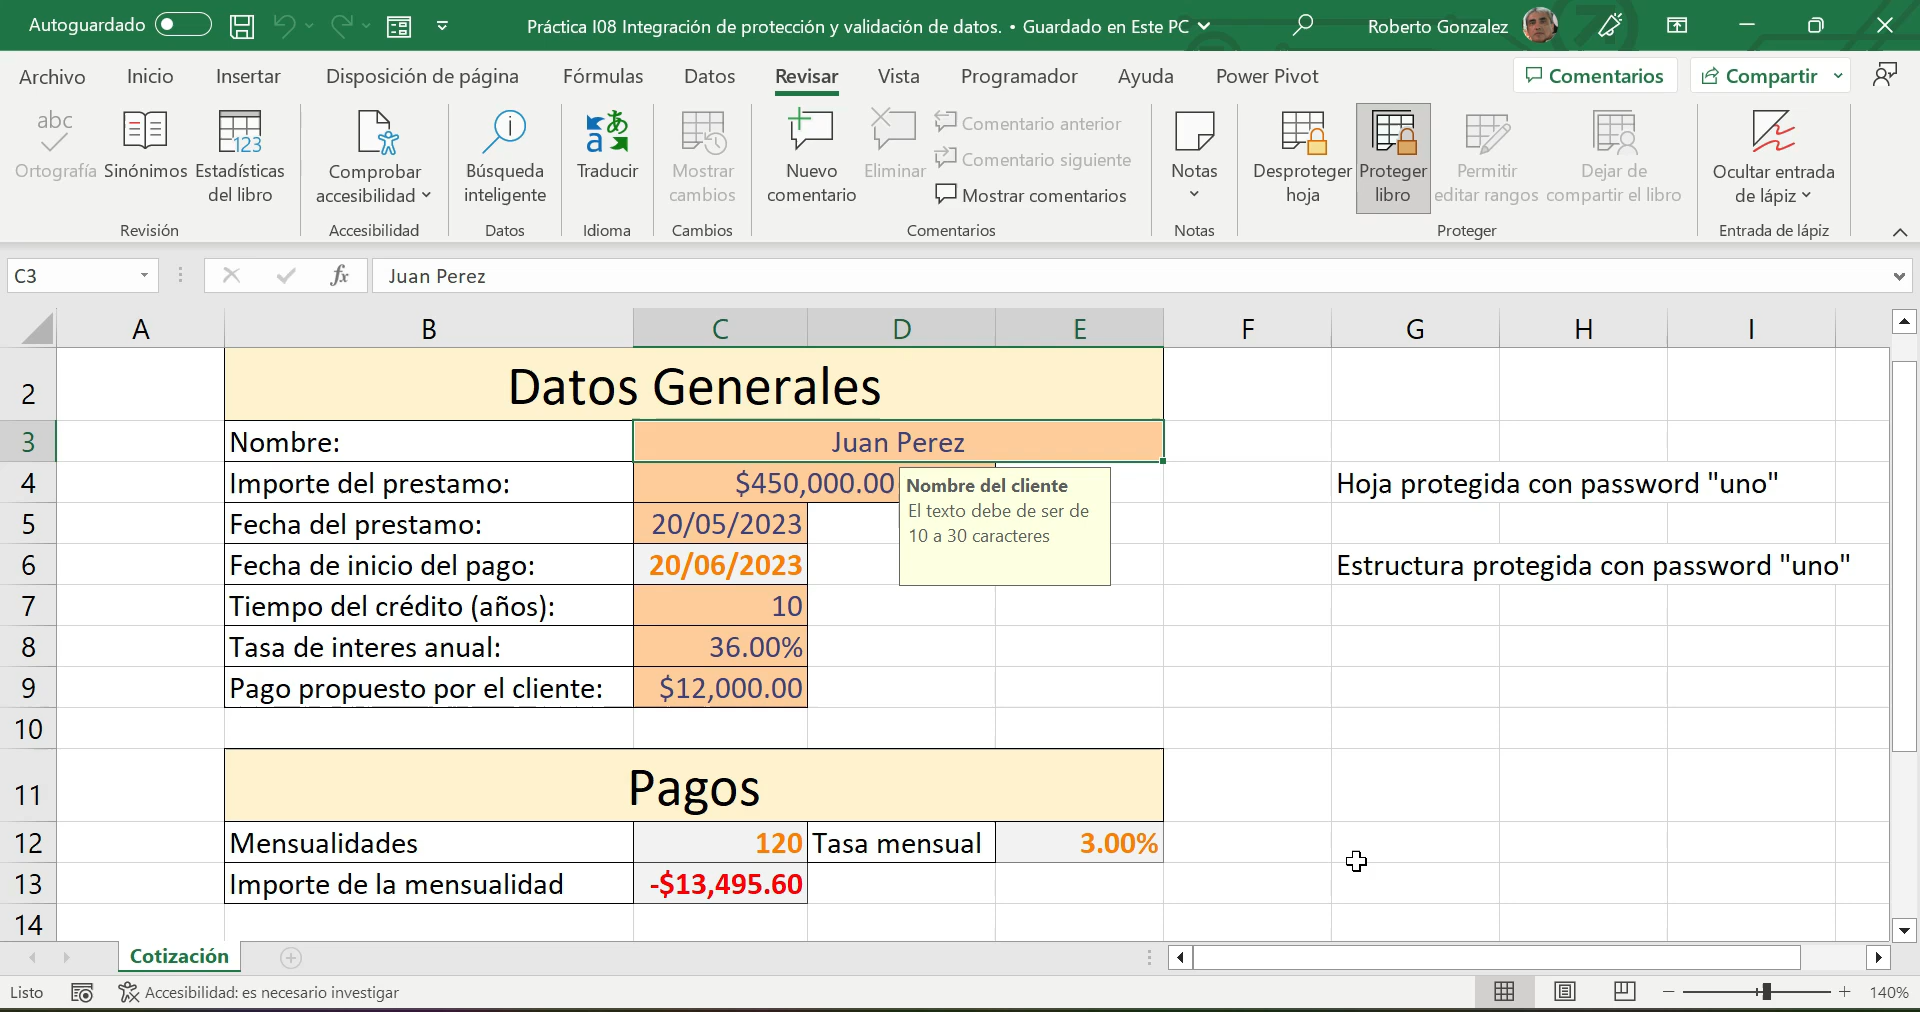 Autoguardado
Práctica I08 Integración de protección y validación de datos. • Guardado en Este PC
Roberto Gonzalez
Archivo Inicio Insertar Disposición de página Fórmulas Datos Revisar Vista Programador Ayuda Power Pivot
Comentarios
Compartir
abc
Ortografía
Sinónimos
123
Estadísticas
del libro
Revisión
Comprobar
accesibilidad
Accesibilidad
Búsqueda
inteligente
Datos
Traducir
Idioma
Mostrar
cambios
Cambios
Nuevo
comentario
Eliminar
Comentario anterior
Comentario siguiente
Mostrar comentarios
Comentarios
Notas
Notas
Desproteger
hoja
Proteger
libro
Permitir
editar rangos
Dejar de
compartir el libro
Proteger
Ocultar entrada
de lápiz
Entrada de lápiz
C3
fx
Juan Perez
A B C D E F G H I
2 Datos Generales
3 Nombre: Juan Perez
4 Importe del prestamo: $450,000.00 Hoja protegida con password "uno"
5 Fecha del prestamo: 20/05/2023
6 Fecha de inicio del pago: 20/06/2023 Estructura protegida con password "uno"
7 Tiempo del crédito (años): 10
8 Tasa de interes anual: 36.00%
9 Pago propuesto por el cliente: $12,000.00
Nombre del cliente
El texto debe de ser de
10 a 30 caracteres
10
11 Pagos
12 Mensualidades 120 Tasa mensual 3.00%
13 Importe de la mensualidad -$13,495.60
14
Cotización
Listo
Accesibilidad: es necesario investigar
140%